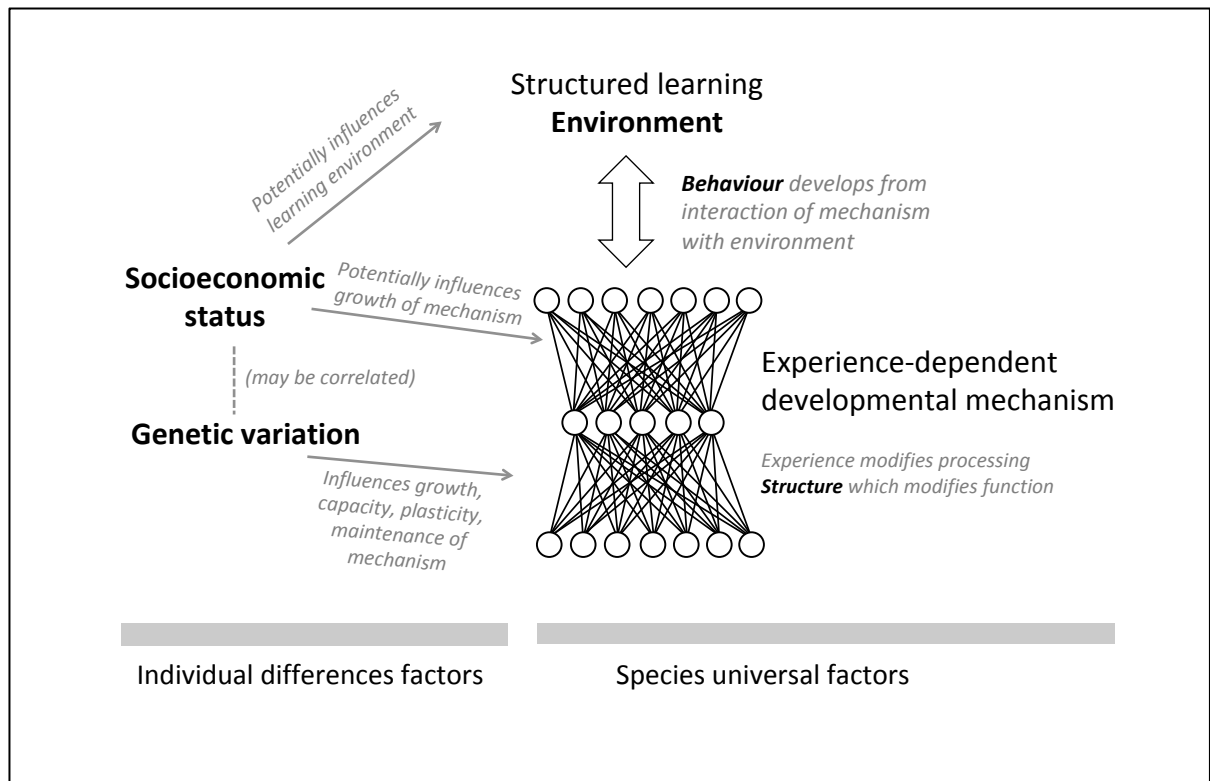 Structured learning
Environment
Potentially influences
learning environment
Behaviour develops from
interaction of mechanism
with environment
Socioeconomic
status
Potentially influences
growth of mechanism
(may be correlated)
Genetic variation
Influences growth,
capacity, plasticity,
maintenance of
mechanism
Experience-dependent
developmental mechanism
Experience modifies processing
Structure which modifies function
Individual differences factors
Species universal factors